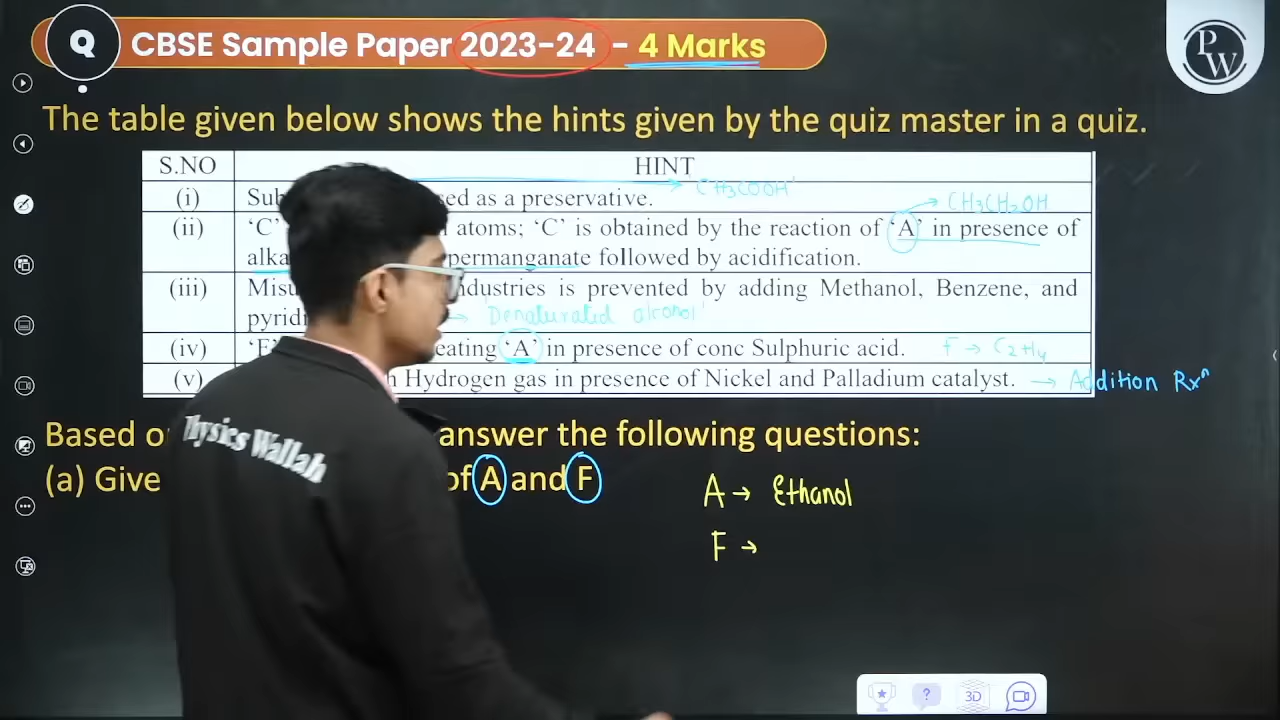 Q CBSE Sample Paper 2023-24 - 4 Marks
PW
The table given below shows the hints given by the quiz master in a quiz.
S.NO HINT
CH3COOH
(i) Sub sed as a preservative.
CH3CH2OH
(ii) 'C' atoms; 'C' is obtained by the reaction of 'A' in presence of
alka permanganate followed by acidification.
(iii) Misu ndustries is prevented by adding Methanol, Benzene, and
pyridi → Denaturated alcohol
(iv) 'F' eating 'A' in presence of conc Sulphuric acid. F → C2H4
(v) h Hydrogen gas in presence of Nickel and Palladium catalyst. → Addition Rxn
Based o answer the following questions:
(a) Give of A and F
A → Ethanol
F →
Physics Wallah
? 3D